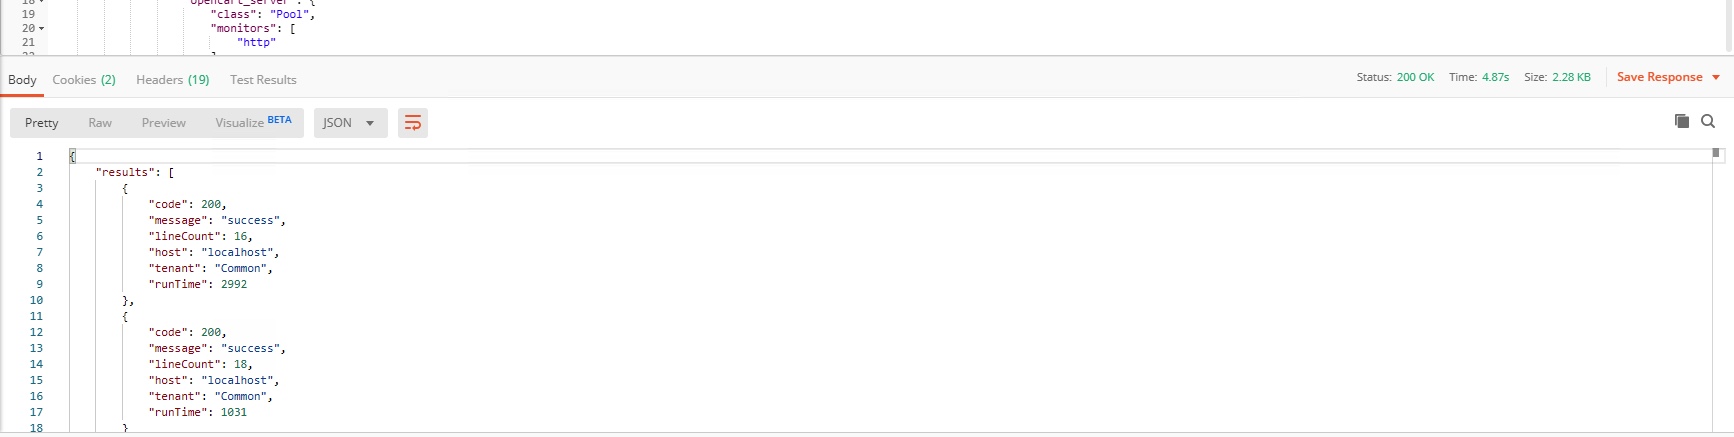 18 "opencart_server": {
19 "class": "Pool",
20 "monitors": [
21 "http"
22 ]
Body Cookies (2) Headers (19) Test Results Status: 200 OK Time: 4.87s Size: 2.28 KB Save Response
Pretty Raw Preview Visualize BETA JSON
1 {
2 "results": [
3 {
4 "code": 200,
5 "message": "success",
6 "lineCount": 16,
7 "host": "localhost",
8 "tenant": "Common",
9 "runTime": 2992
10 },
11 {
12 "code": 200,
13 "message": "success",
14 "lineCount": 18,
15 "host": "localhost",
16 "tenant": "Common",
17 "runTime": 1031
18 }